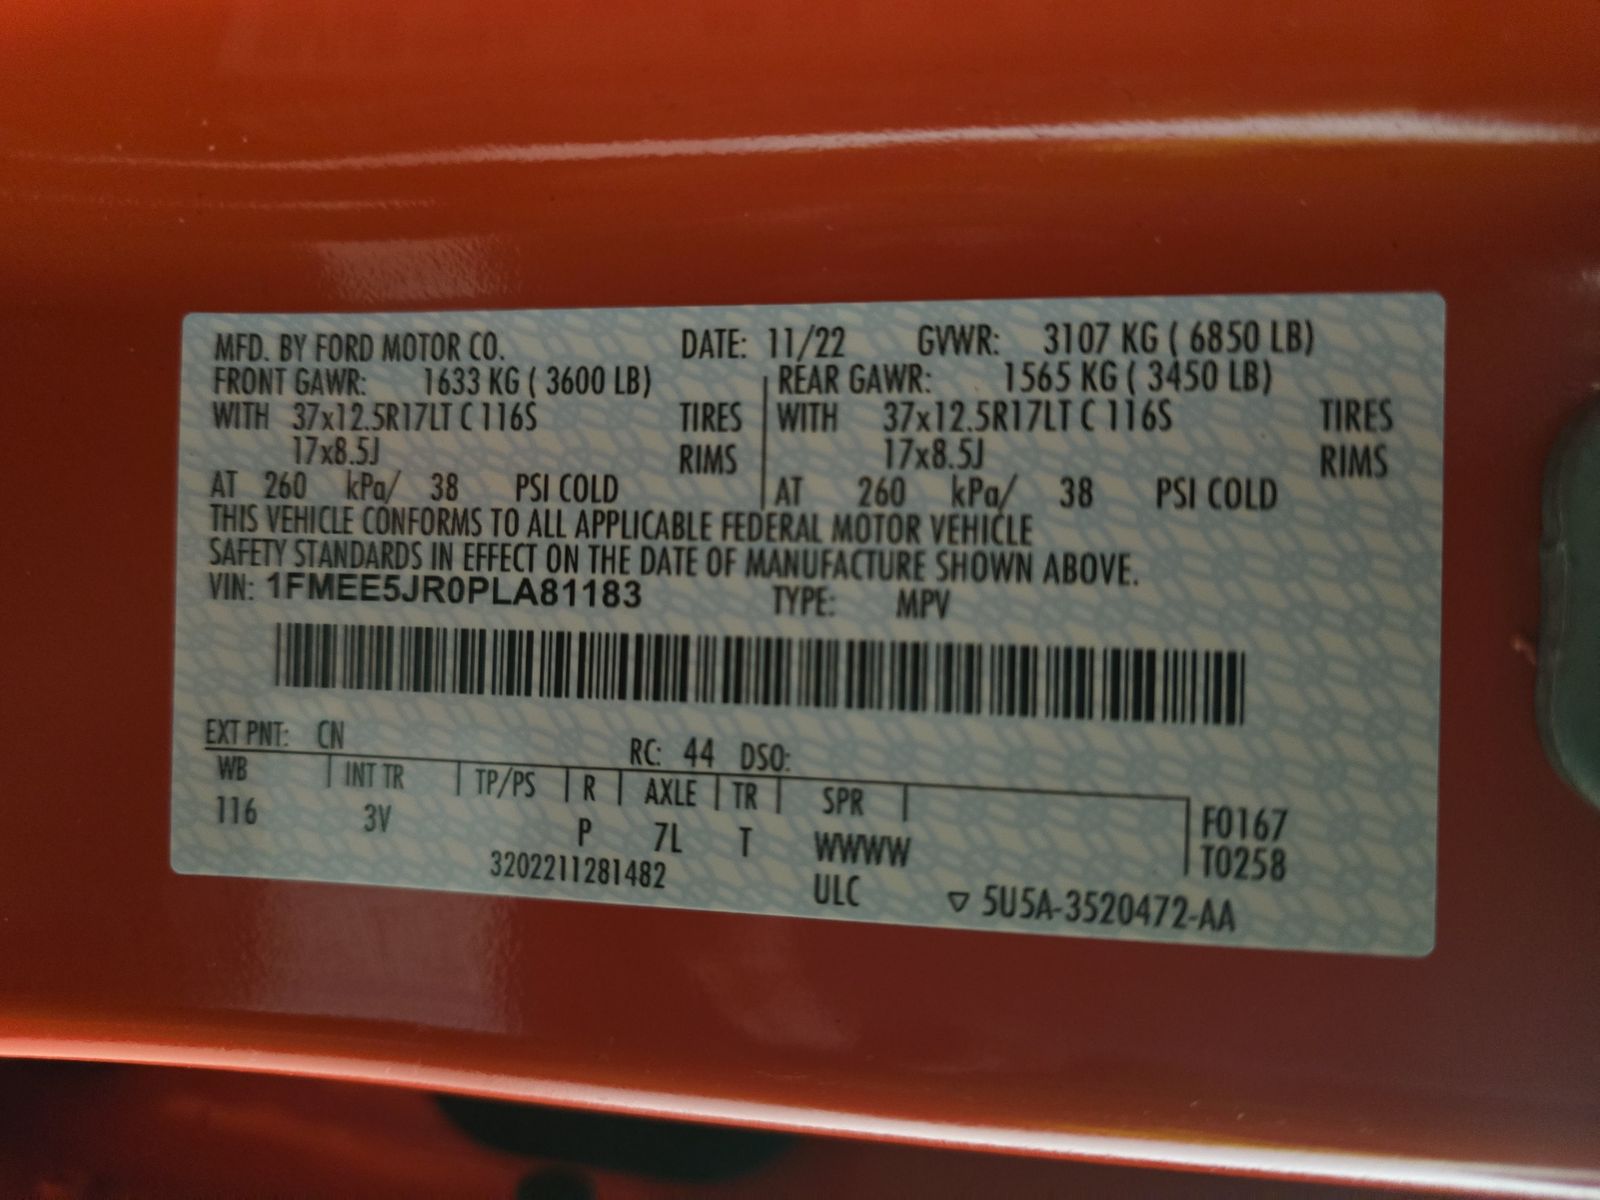 MFD. BY FORD MOTOR CO. DATE: 11/22 GVWR: 3107 KG ( 6850 LB)
FRONT GAWR: 1633 KG ( 3600 LB) REAR GAWR: 1565 KG ( 3450 LB)
WITH 37x12.5R17LT C 116S TIRES WITH 37x12.5R17LT C 116S TIRES
17x8.5J RIMS 17x8.5J RIMS
AT 260 kPa/ 38 PSI COLD AT 260 kPa/ 38 PSI COLD
THIS VEHICLE CONFORMS TO ALL APPLICABLE FEDERAL MOTOR VEHICLE
SAFETY STANDARDS IN EFFECT ON THE DATE OF MANUFACTURE SHOWN ABOVE.
VIN: 1FMEE5JR0PLA81183 TYPE: MPV
EXT PNT: CN RC: 44 DSO:
WB INT TR TP/PS R AXLE TR SPR F0167
116 3V P 7L T WWWW T0258
3202211281482 ULC ▽ 5U5A-3520472-AA